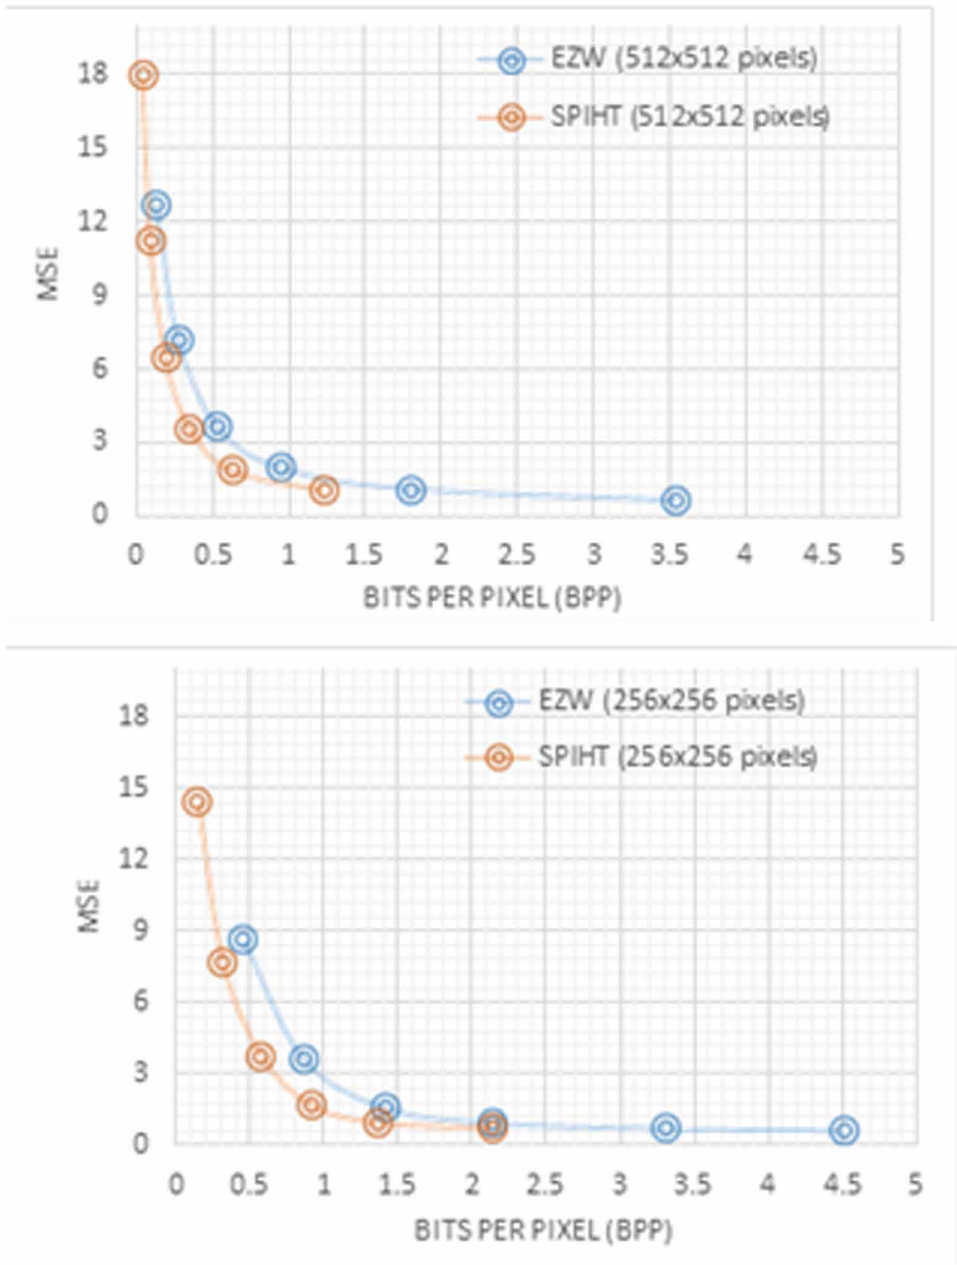 EZW (512x512 pixels)
SPIHT (512x512 pixels)
18
15
12
9
6
3
0
MSE
0 0.5 1 1.5 2 2.5 3 3.5 4 4.5 5
BITS PER PIXEL (BPP)
EZW (256x256 pixels)
SPIHT (256x256 pixels)
18
15
12
9
6
3
0
MSE
0 0.5 1 1.5 2 2.5 3 3.5 4 4.5 5
BITS PER PIXEL (BPP)